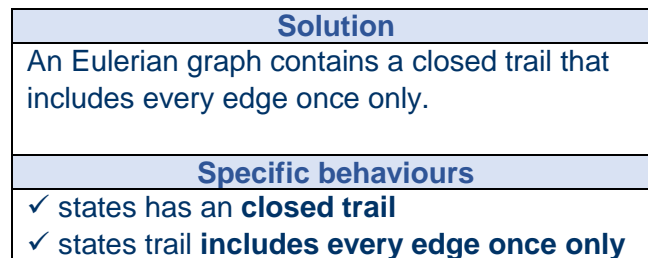 Solution
An Eulerian graph contains a closed trail that
includes every edge once only.
Specific behaviours
✓ states has an closed trail
✓ states trail includes every edge once only